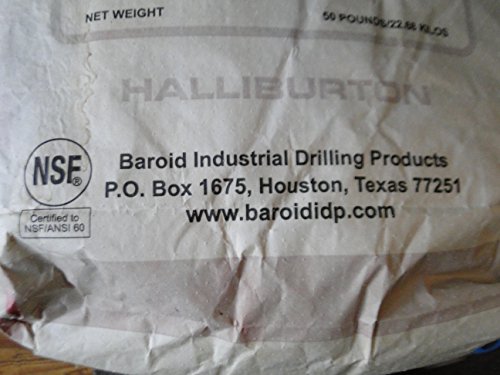 NET WEIGHT 50 POUNDS/22.68 KILOS
HALLIBURTON
NSF®
Certified to
NSF/ANSI 60
Baroid Industrial Drilling Products
P.O. Box 1675, Houston, Texas 77251
www.baroididp.com